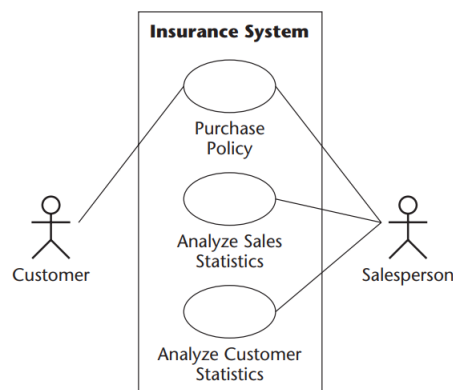 Insurance System
Purchase
Policy
Analyze Sales
Statistics
Customer
Salesperson
Analyze Customer
Statistics